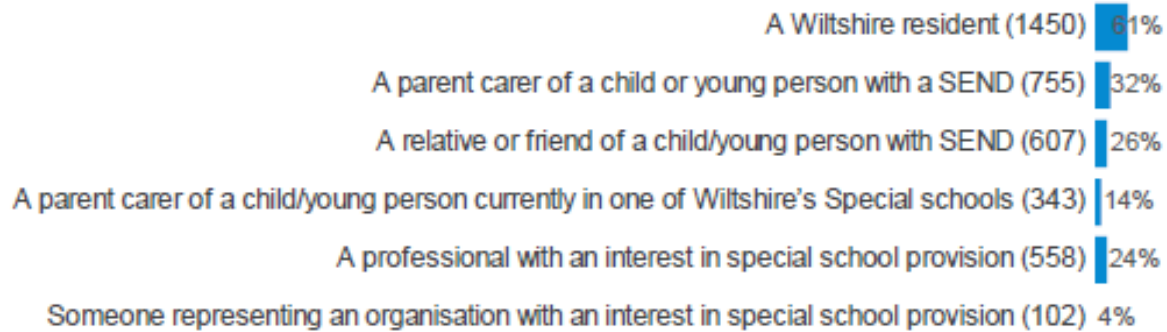 A Wiltshire resident (1450) 61%
A parent carer of a child or young person with a SEND (755) 32%
A relative or friend of a child/young person with SEND (607) 26%
A parent carer of a child/young person currently in one of Wiltshire's Special schools (343) 14%
A professional with an interest in special school provision (558) 24%
Someone representing an organisation with an interest in special school provision (102) 4%